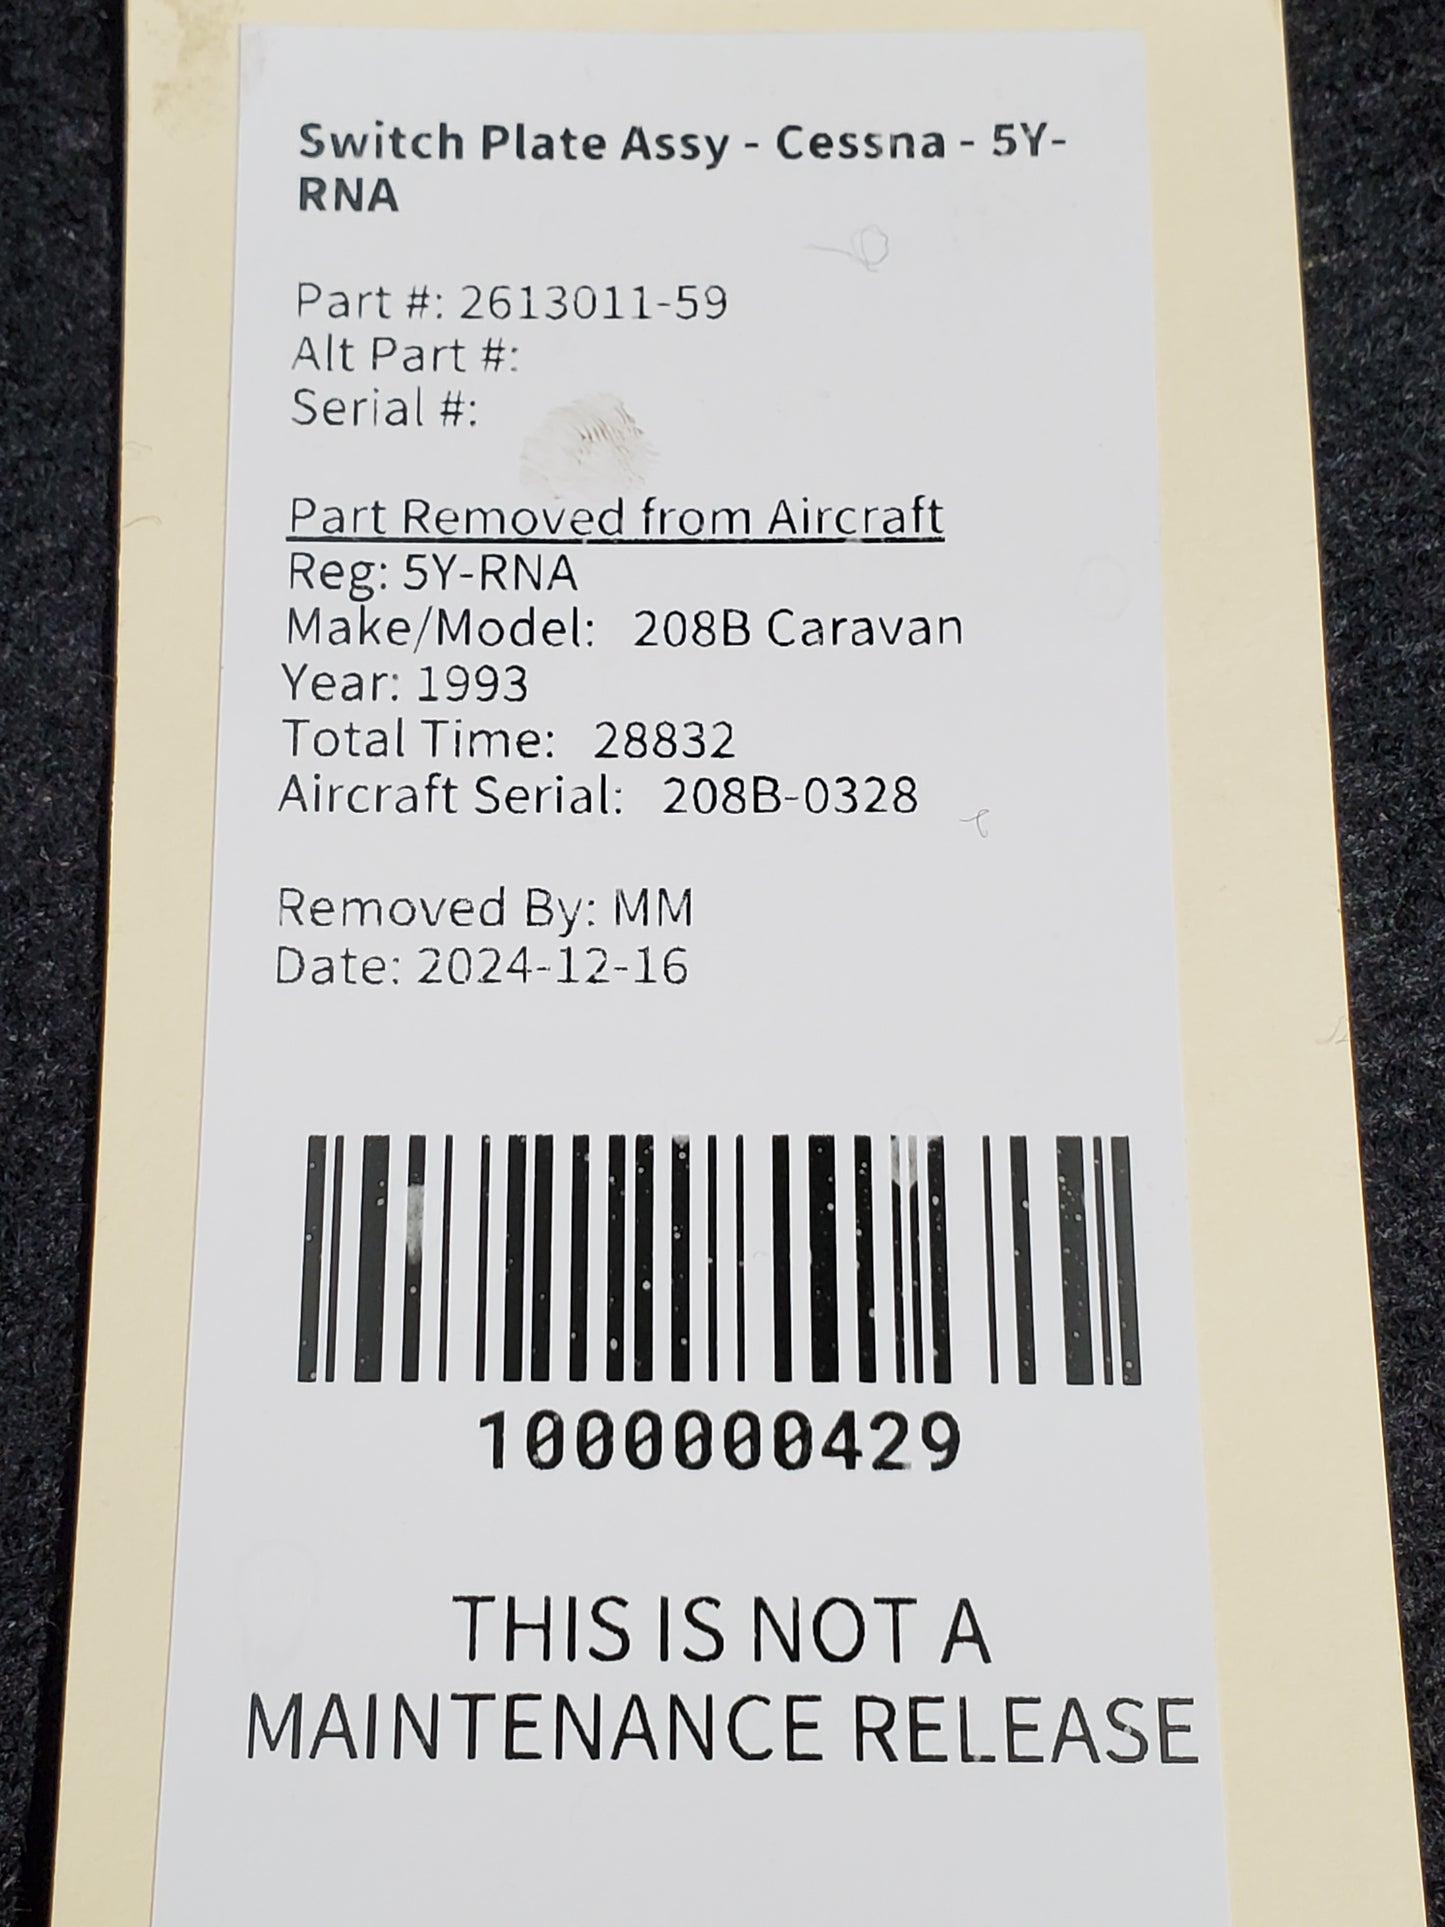 Switch Plate Assy - Cessna - 5Y-
RNA
Part #: 2613011-59
Alt Part #:
Serial #:
Part Removed from Aircraft
Reg: 5Y-RNA
Make/Model: 208B Caravan
Year: 1993
Total Time: 28832
Aircraft Serial: 208B-0328
Removed By: MM
Date: 2024-12-16
1000000429
THIS IS NOT A
MAINTENANCE RELEASE